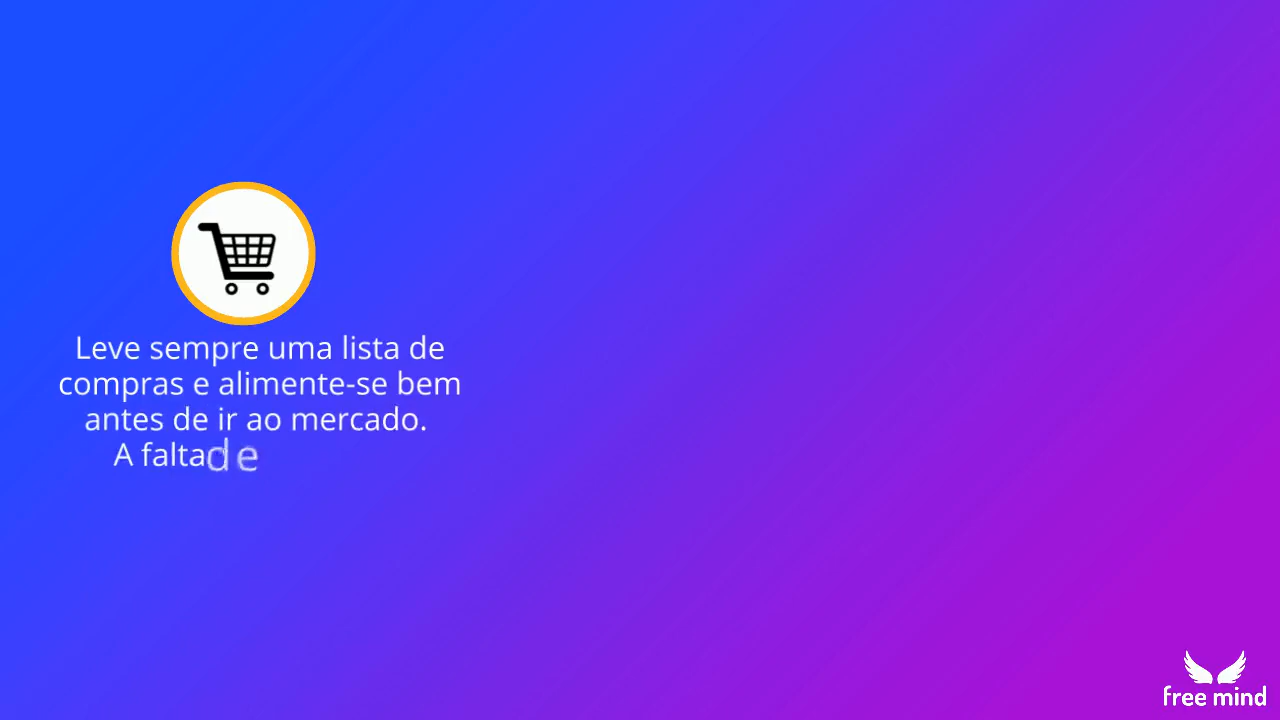 Leve sempre uma lista de
compras e alimente-se bem
antes de ir ao mercado.
A falta de
free mind